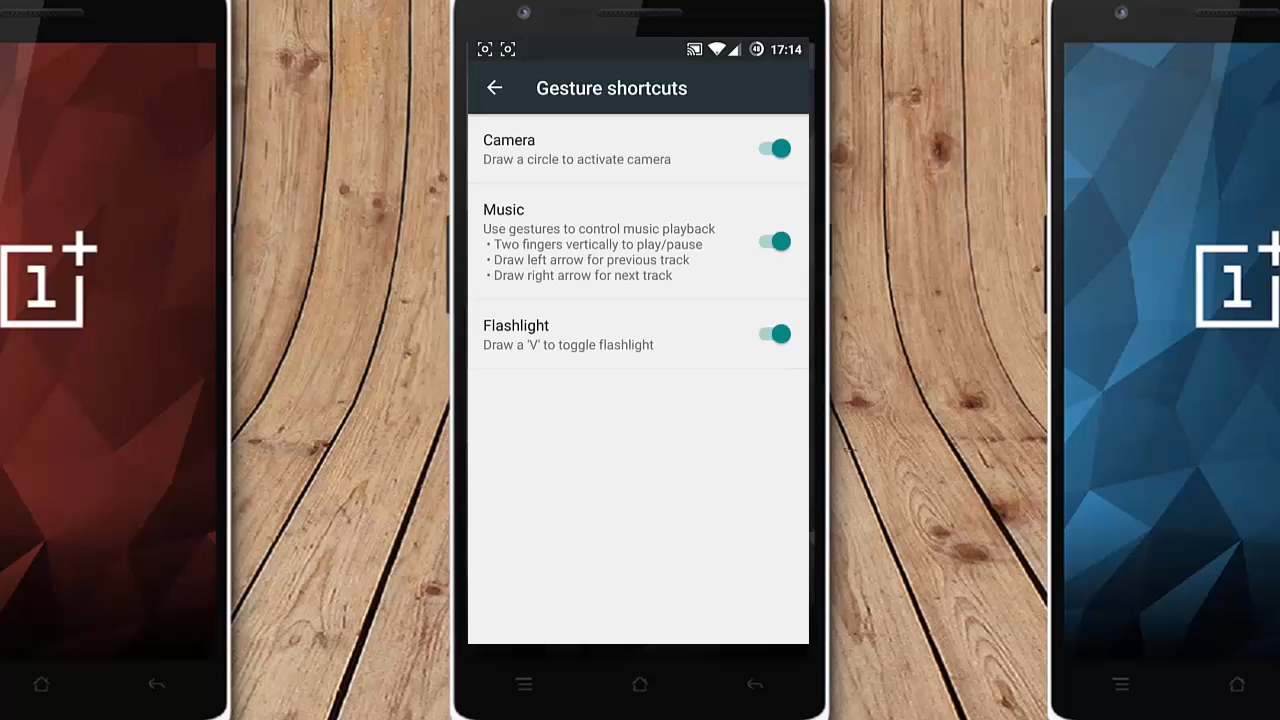 17:14
Gesture shortcuts
Camera
Draw a circle to activate camera
Music
Use gestures to control music playback
• Two fingers vertically to play/pause
• Draw left arrow for previous track
• Draw right arrow for next track
Flashlight
Draw a 'V' to toggle flashlight
1+
1+